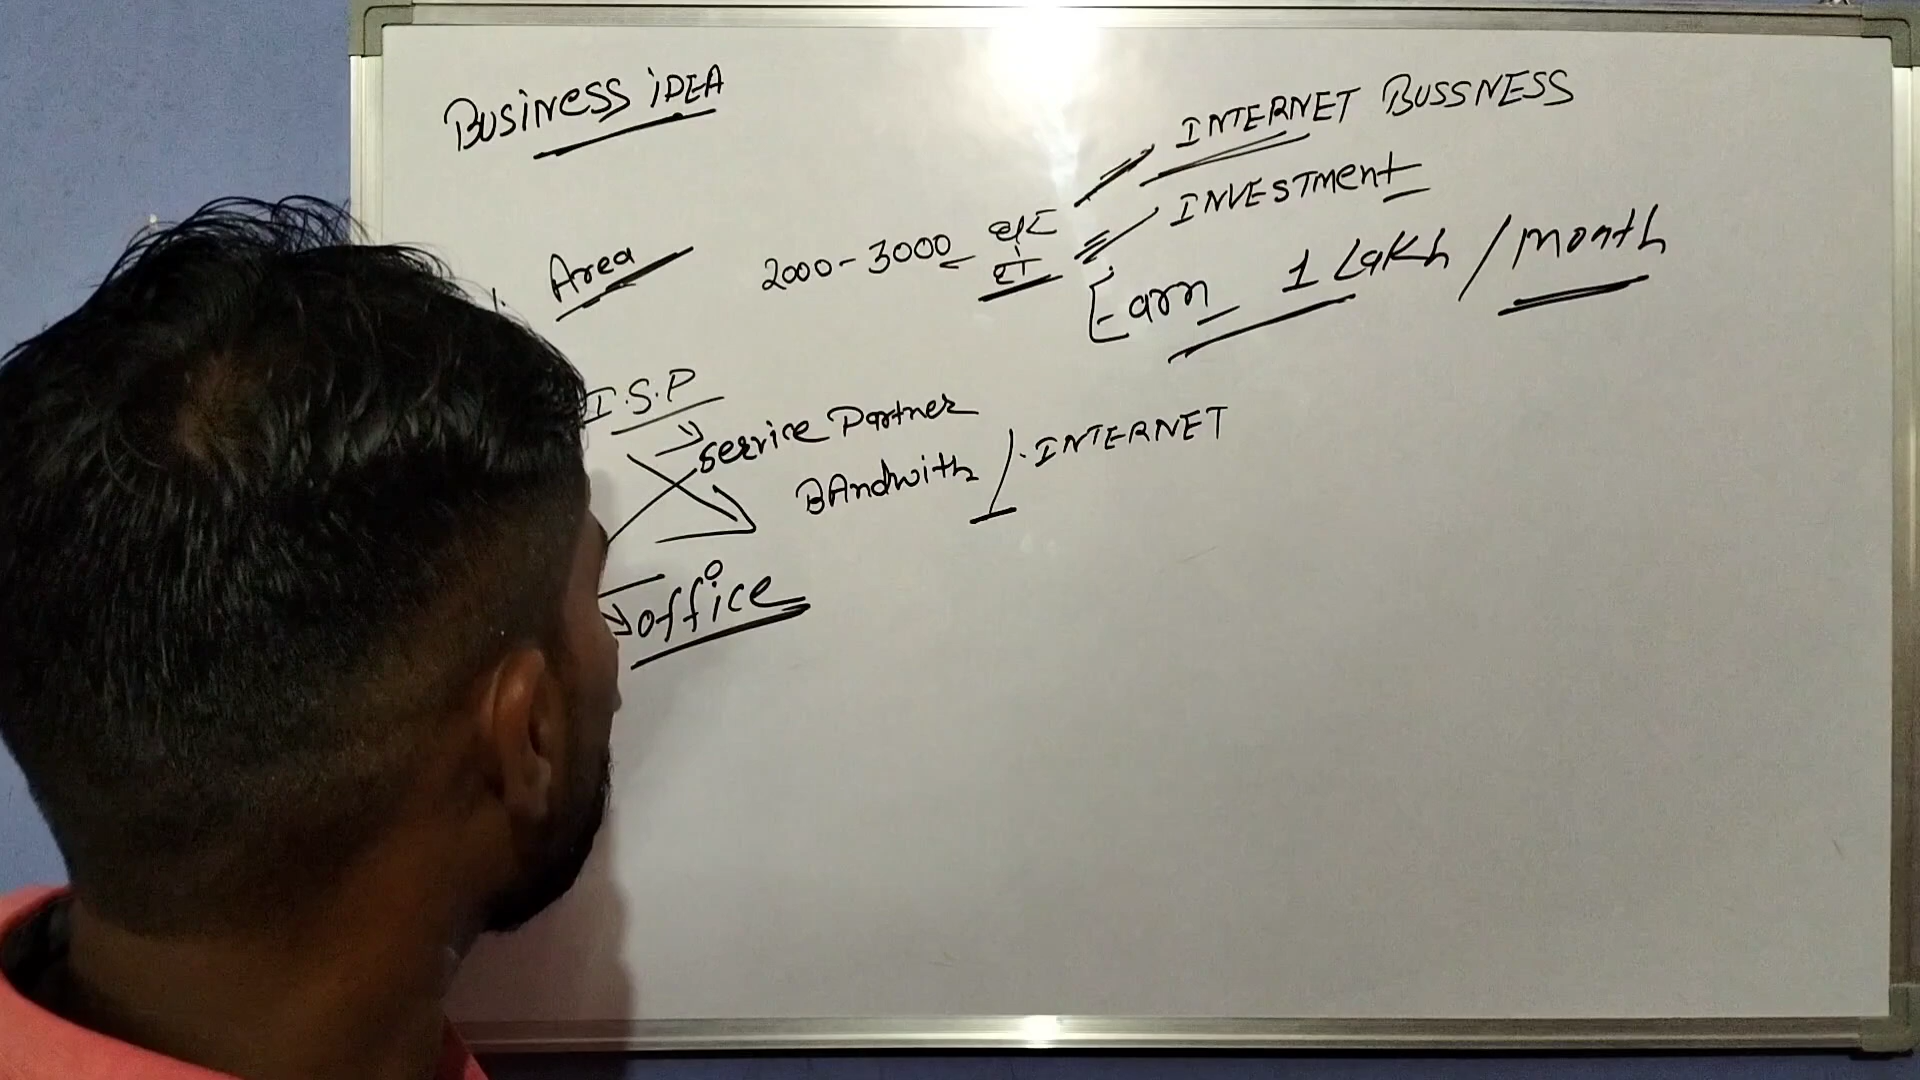 BUSINESS iDEA
INTERNET BUSSNESS
INVESTment
Earn 1 Lakh / month
Area 2000-3000
I.S.P
Service Partner
BAndwith / INTERNET
office